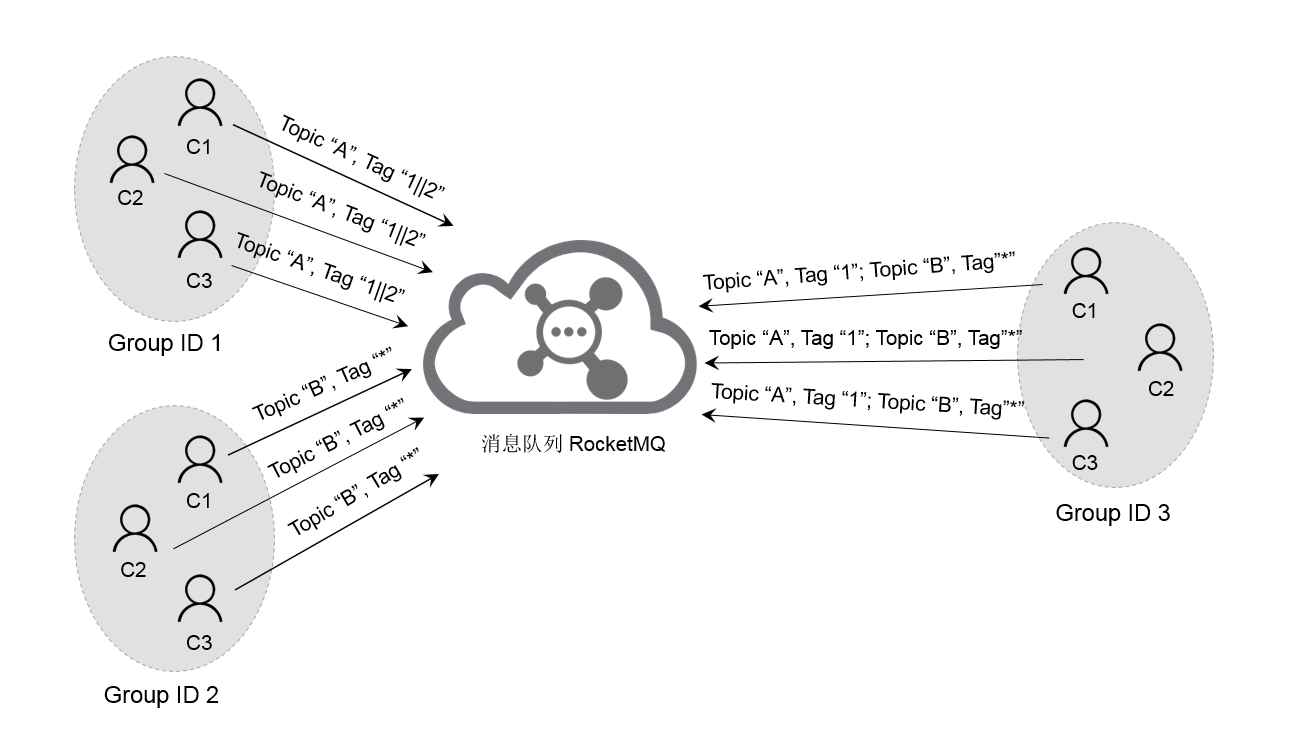 C1
Topic “A”, Tag “1||2”
C2
Topic “A”, Tag “1||2”
C3
Topic “A”, Tag “1||2”
Group ID 1
Topic “B”, Tag “*”
C1
Topic “B”, Tag “*”
C2
Topic “B”, Tag “*”
C3
Group ID 2
消息队列 RocketMQ
Topic “A”, Tag “1”; Topic “B”, Tag”*”
C1
Topic “A”, Tag “1”; Topic “B”, Tag”*”
C2
Topic “A”, Tag “1”; Topic “B”, Tag”*”
C3
Group ID 3